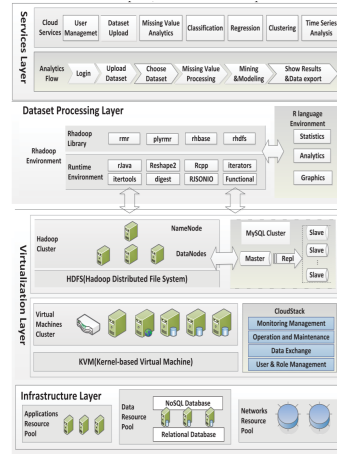 Services Layer
Cloud Services
User Managemet
Dataset Upload
Missing Value Analytics
Classification
Regression
Clustering
Time Series Analysis
Analytics Flow
Login
Upload Dataset
Choose Dataset
Missing Value Processing
Mining &Modeling
Show Results &Data export
Dataset Processing Layer
Rhadoop Environment
Rhadoop Library
rmr
plyrmr
rhbase
rhdfs
Runtime Environment
rJava
Reshape2
Rcpp
iterators
itertools
digest
RJSONIO
Functional
R language Environment
Statistics
Analytics
Graphics
Virtualization Layer
Hadoop Cluster
NameNode
DataNodes
HDFS(Hadoop Distributed File System)
MySQL Cluster
Master
Repl
Slave
Slave
Slave
Virtual Machines Cluster
KVM(Kernel-based Virtual Machine)
CloudStack
Monitoring Management
Operation and Maintenance
Data Exchange
User & Role Management
Infrastructure Layer
Applications Resource Pool
Data Resource Pool
NoSQL Database
Relational Database
Networks Resource Pool